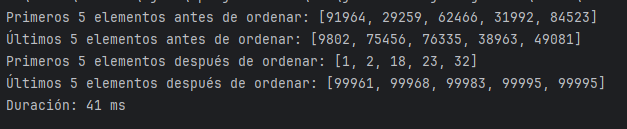 Primeros 5 elementos antes de ordenar: [91964, 29259, 62466, 31992, 84523]
Últimos 5 elementos antes de ordenar: [9802, 75456, 76335, 38963, 49081]
Primeros 5 elementos después de ordenar: [1, 2, 18, 23, 32]
Últimos 5 elementos después de ordenar: [99961, 99968, 99983, 99995, 99995]
Duración: 41 ms